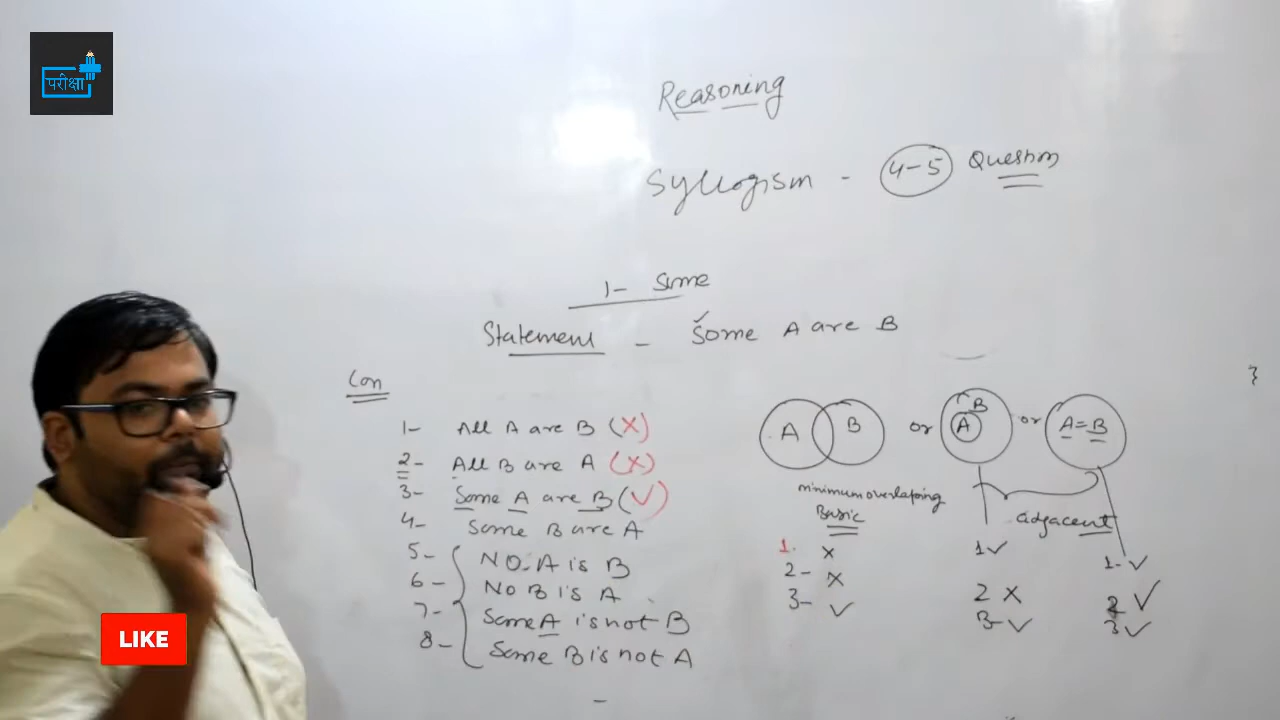 परीक्षा
Reasoning
Syllogism - 4-5 Question
1- Some
Statement - Some A are B
Con
1- All A are B (X)
2- All B are A (X)
3- Some A are B (✓)
4- Some B are A
5- NO A is B
6- No B is A
7- Some A is not B
8- Some B is not A
A B or B A or A = B
minimum overlaping
Basic
adjacent
1. X
2- X
3- ✓
1 ✓
2 X
3- ✓
1- ✓
2 ✓
3 ✓
LIKE